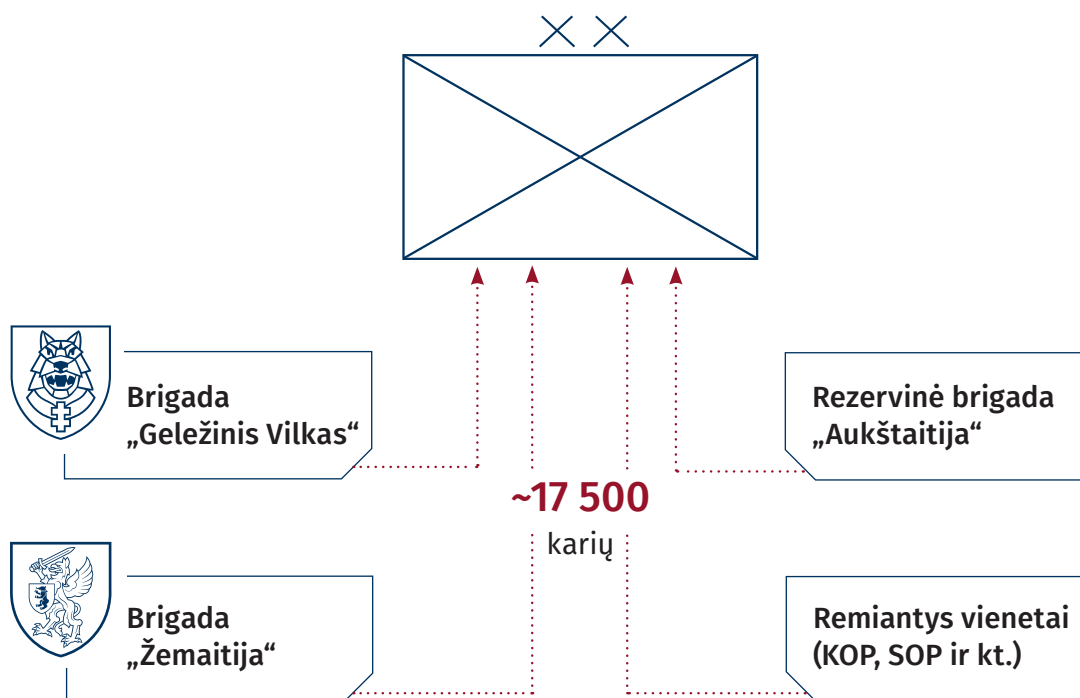 Brigada
„Geležinis Vilkas“
Rezervinė brigada
„Aukštaitija“
~17 500
karių
Brigada
„Žemaitija“
Remiantys vienetai
(KOP, SOP ir kt.)